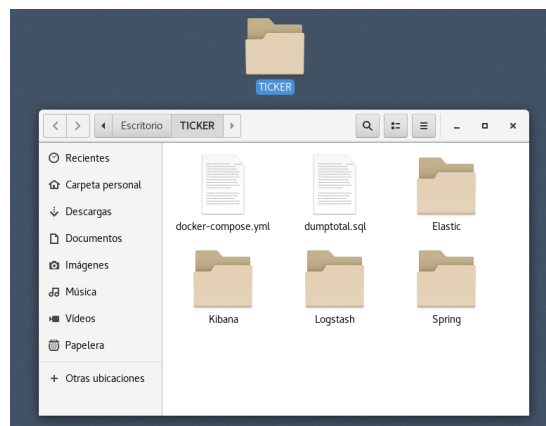 TICKER
Escritorio
TICKER
Recientes
Carpeta personal
Descargas
Documentos
Imágenes
Música
Vídeos
Papelera
Otras ubicaciones
docker-compose.yml
dumptotal.sql
Elastic
Kibana
Logstash
Spring